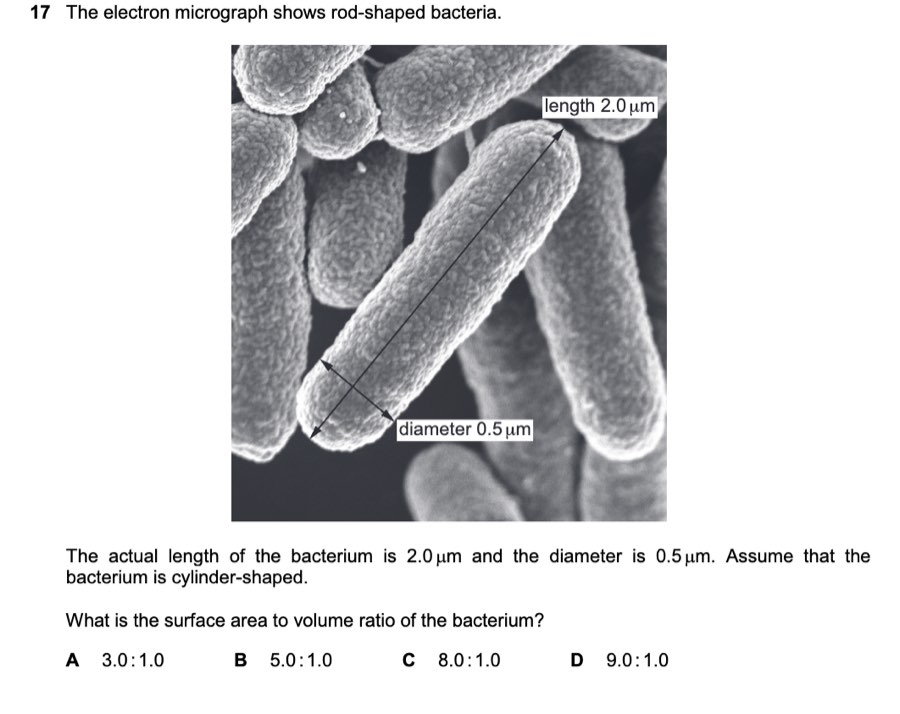 17 The electron micrograph shows rod-shaped bacteria.
length 2.0 μm
diameter 0.5 μm
The actual length of the bacterium is 2.0 μm and the diameter is 0.5 μm. Assume that the
bacterium is cylinder-shaped.
What is the surface area to volume ratio of the bacterium?
A 3.0 : 1.0 B 5.0 : 1.0 C 8.0 : 1.0 D 9.0 : 1.0